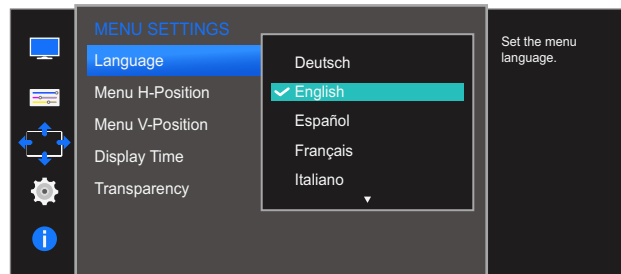 MENU SETTINGS
Language
Menu H-Position
Menu V-Position
Display Time
Transparency
Deutsch
English
Español
Français
Italiano
Set the menu
language.